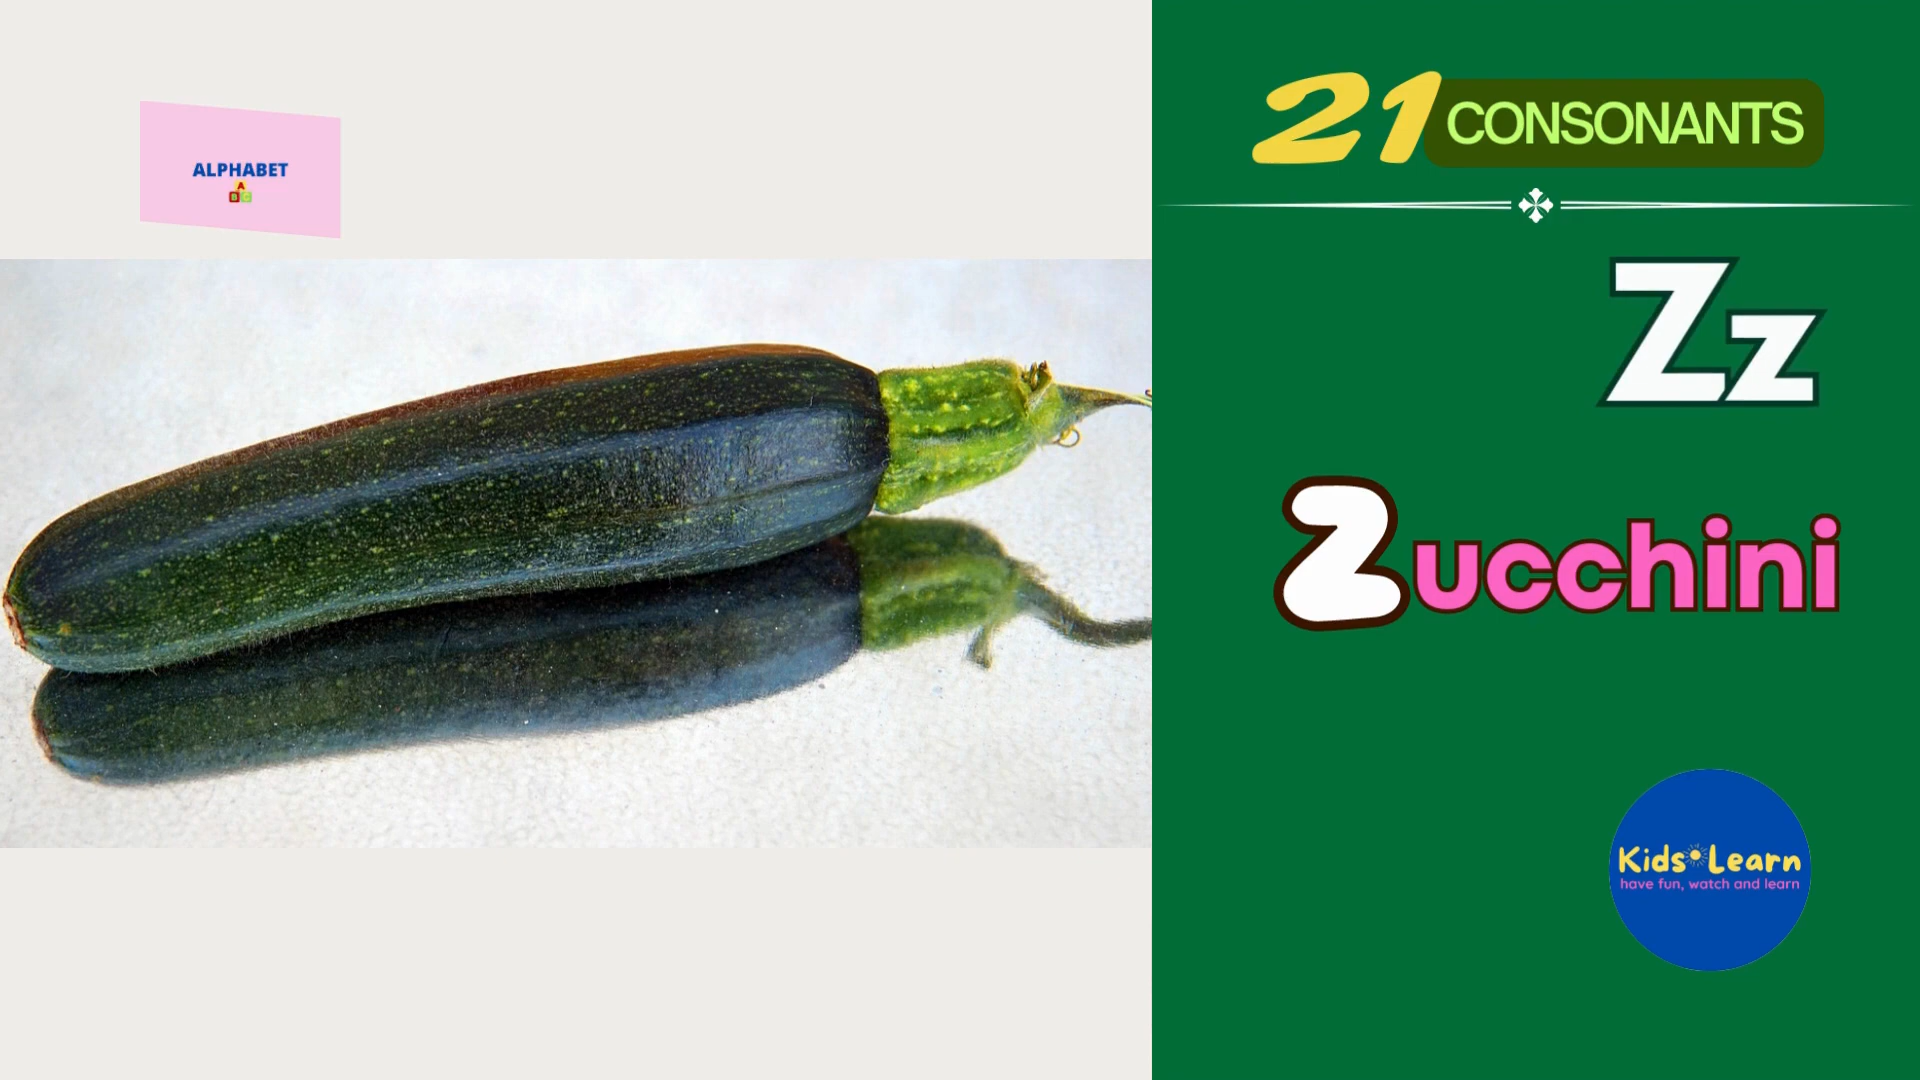 ALPHABET
A
B C
21 CONSONANTS
Zz
Zucchini
Kids Learn
have fun, watch and learn